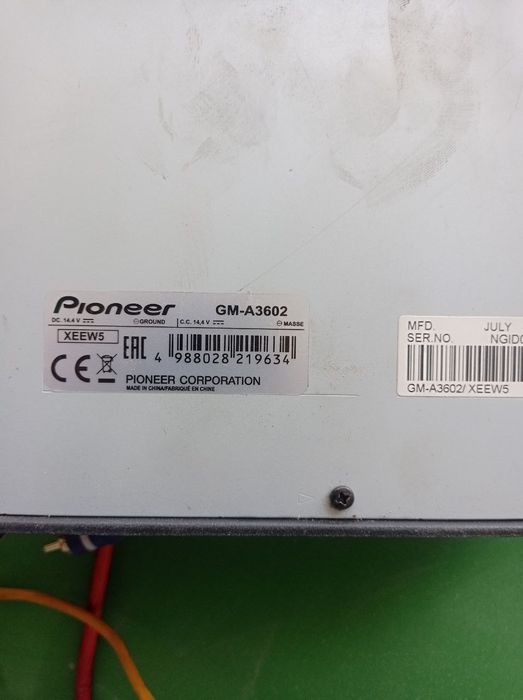 Pioneer GM-A3602
DC. 14,4 V ⎓ ⊖GROUND C.C. 14,4 V ⎓ ⊖ MASSE
XEEW5
EAC
4 988028 219634
CE
PIONEER CORPORATION
MADE IN CHINA/FABRIQUÉ EN CHINE
MFD. JULY
SER.NO.
GM-A3602/ XEEW5